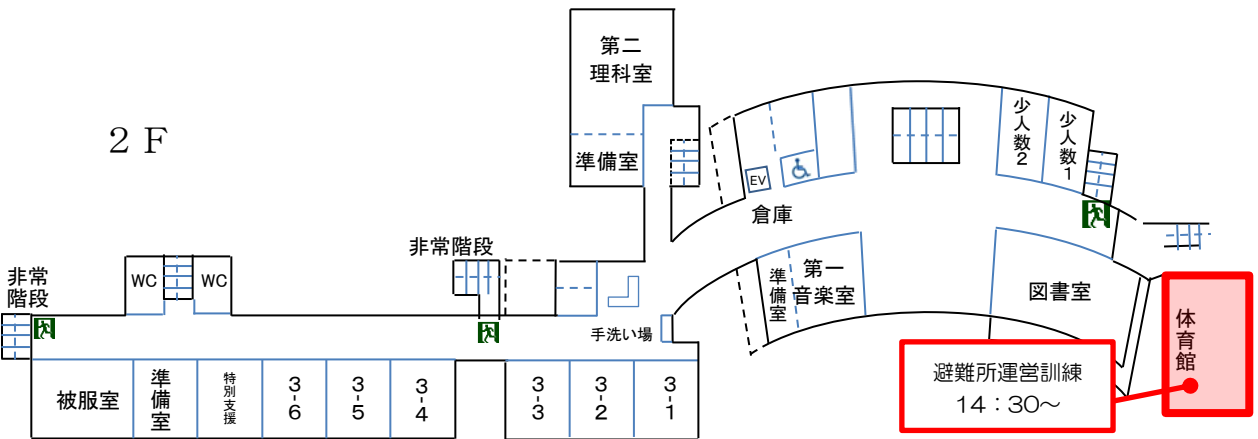 ２Ｆ
第二
理科室
準備室
少人数2
少人数1
EV
倉庫
非常階段
非常
階段
WC
WC
準備室
第一
音楽室
図書室
体育館
手洗い場
避難所運営訓練
14：30～
被服室
準備室
特別支援
3-6
3-5
3-4
3-3
3-2
3-1